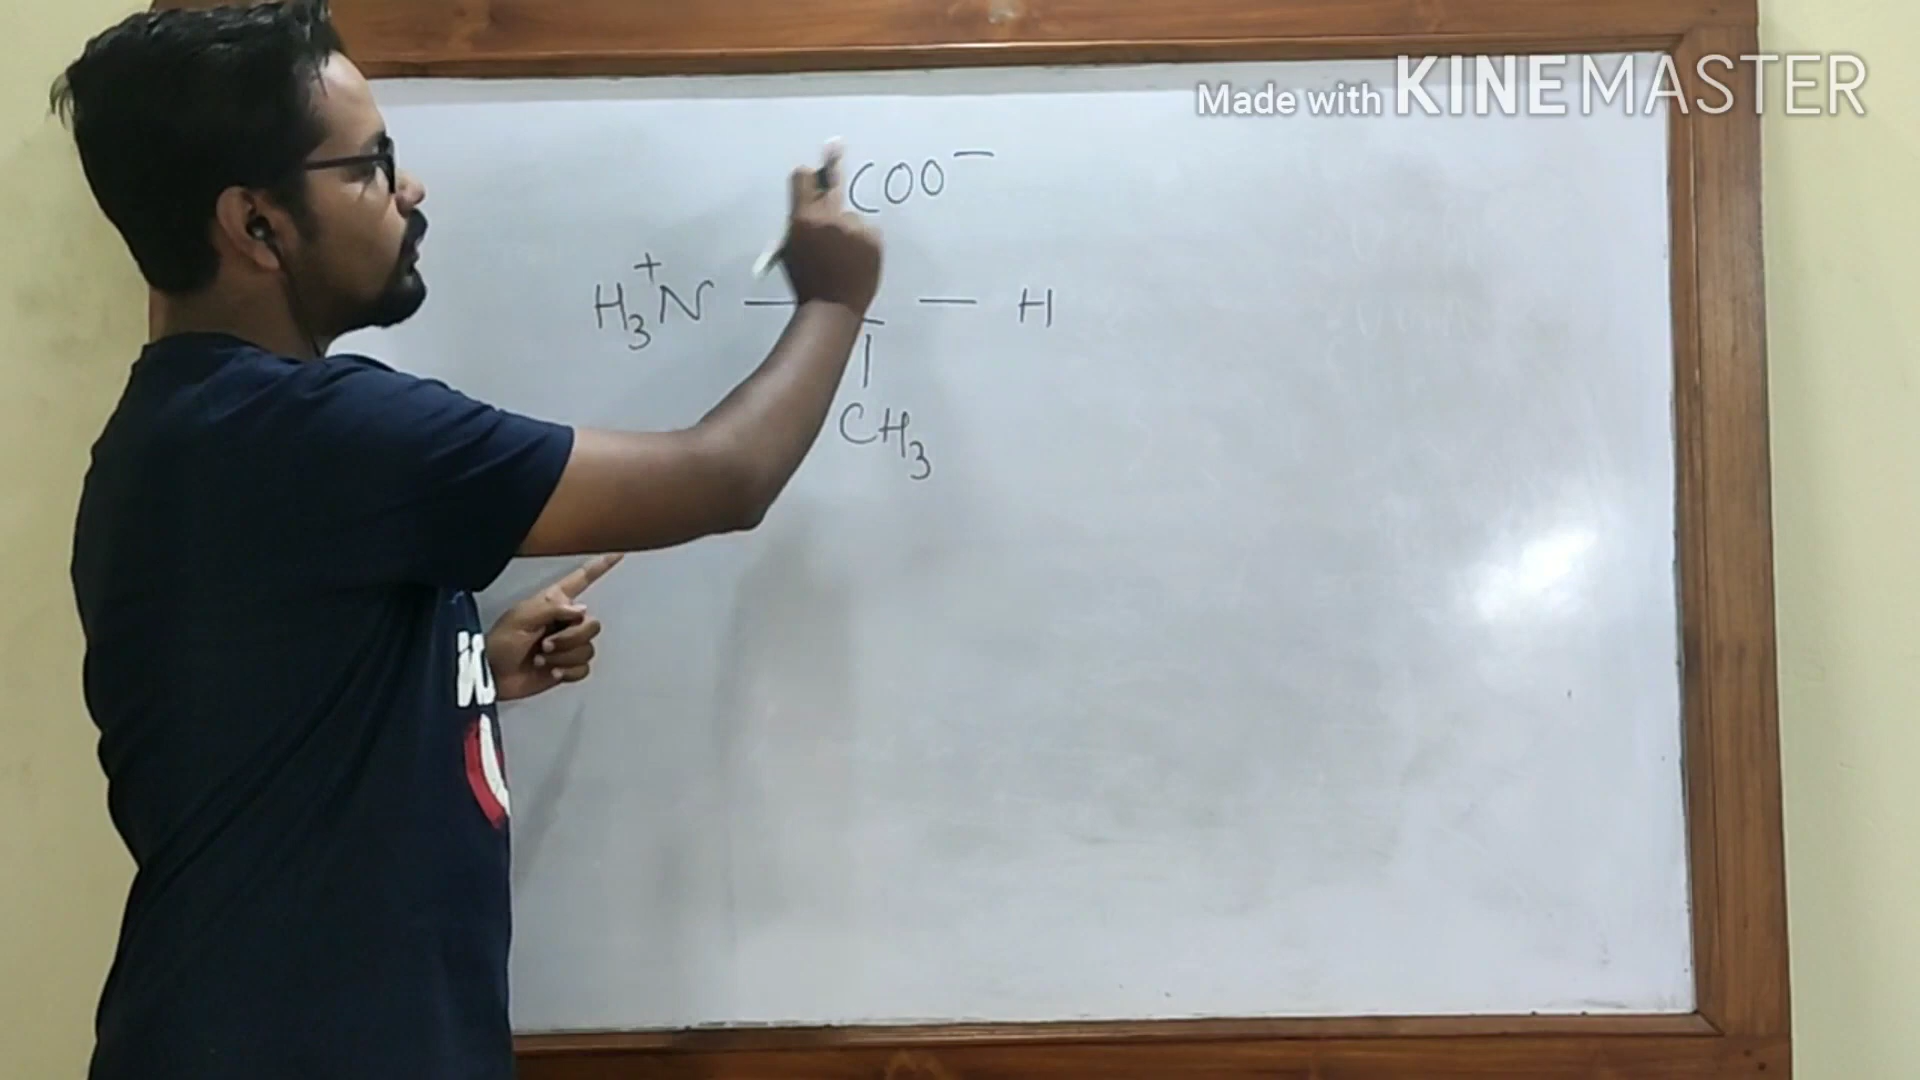 Made with KINEMASTER
COO⁻
H₃⁺N — — H
|
CH₃